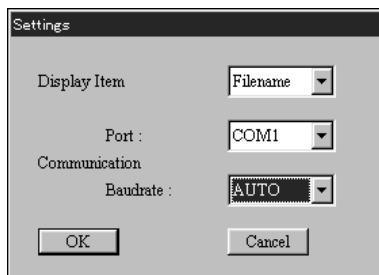 Settings
Display Item Filename
Port : COM1
Communication
Baudrate : AUTO
OK Cancel